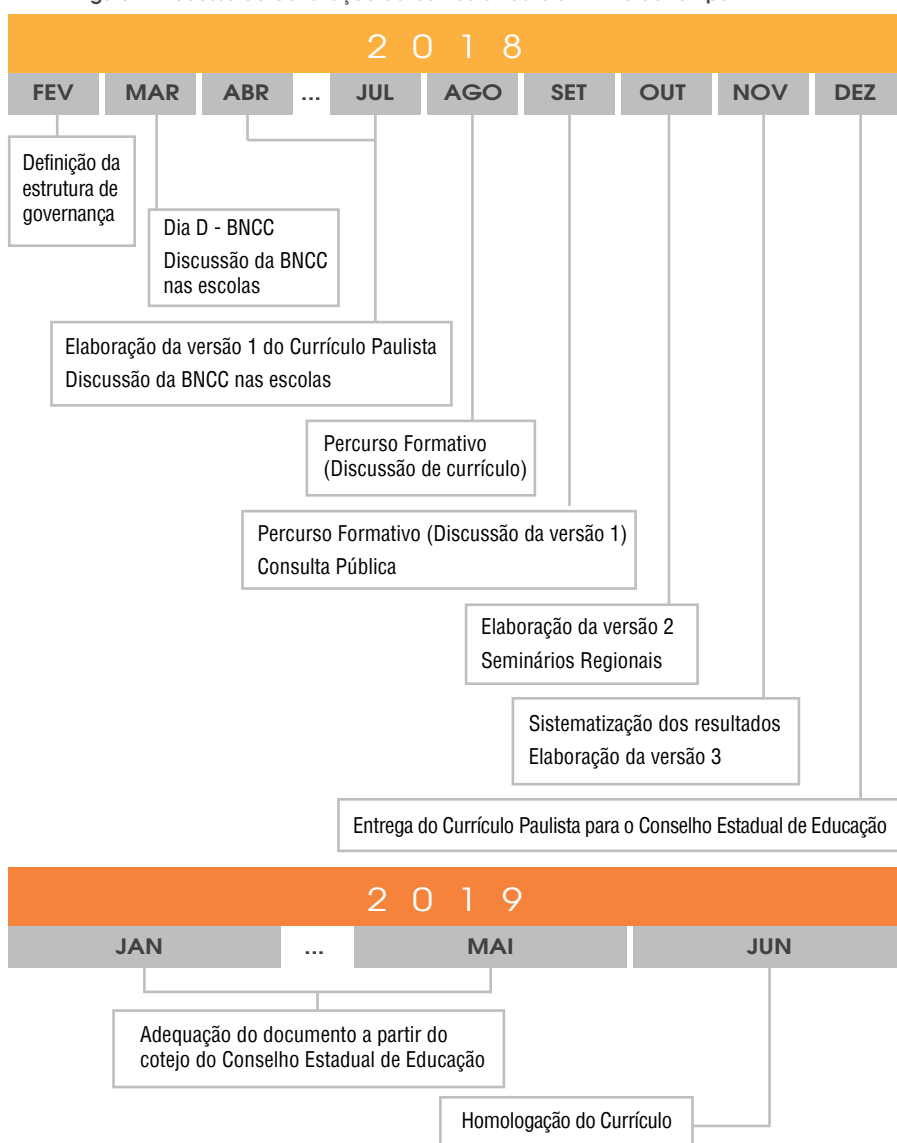 2 0 1 8
FEV MAR ABR ... JUL AGO SET OUT NOV DEZ
Definição da
estrutura de
governança
Dia D - BNCC
Discussão da BNCC
nas escolas
Elaboração da versão 1 do Currículo Paulista
Discussão da BNCC nas escolas
Percurso Formativo
(Discussão de currículo)
Percurso Formativo (Discussão da versão 1)
Consulta Pública
Elaboração da versão 2
Seminários Regionais
Sistematização dos resultados
Elaboração da versão 3
Entrega do Currículo Paulista para o Conselho Estadual de Educação
2 0 1 9
JAN ... MAI JUN
Adequação do documento a partir do
cotejo do Conselho Estadual de Educação
Homologação do Currículo